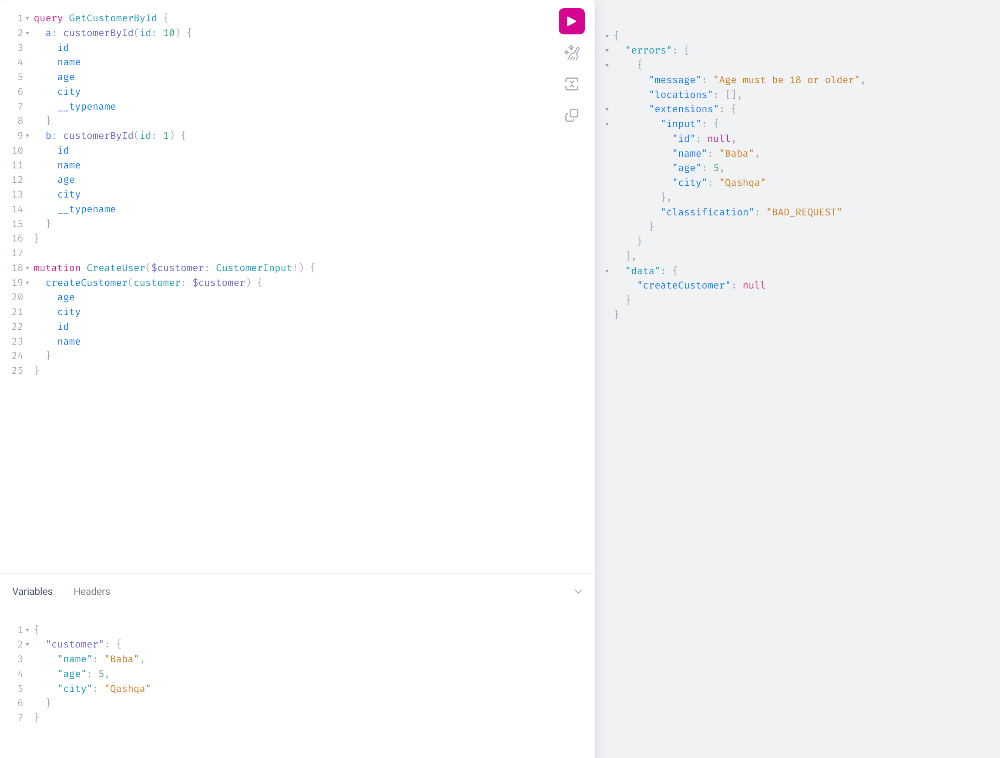 1 query GetCustomerById {
2   a: customerById(id: 10) {
3     id
4     name
5     age
6     city
7     __typename
8   }
9   b: customerById(id: 1) {
10     id
11     name
12     age
13     city
14     __typename
15   }
16 }
17
18 mutation CreateUser($customer: CustomerInput!) {
19   createCustomer(customer: $customer) {
20     age
21     city
22     id
23     name
24   }
25 }
Variables Headers
1 {
2   "customer": {
3     "name": "Baba",
4     "age": 5,
5     "city": "Qashqa"
6   }
7 }
{
  "errors": [
    {
      "message": "Age must be 18 or older",
      "locations": [],
      "extensions": {
        "input": {
          "id": null,
          "name": "Baba",
          "age": 5,
          "city": "Qashqa"
        },
        "classification": "BAD_REQUEST"
      }
    }
  ],
  "data": {
    "createCustomer": null
  }
}